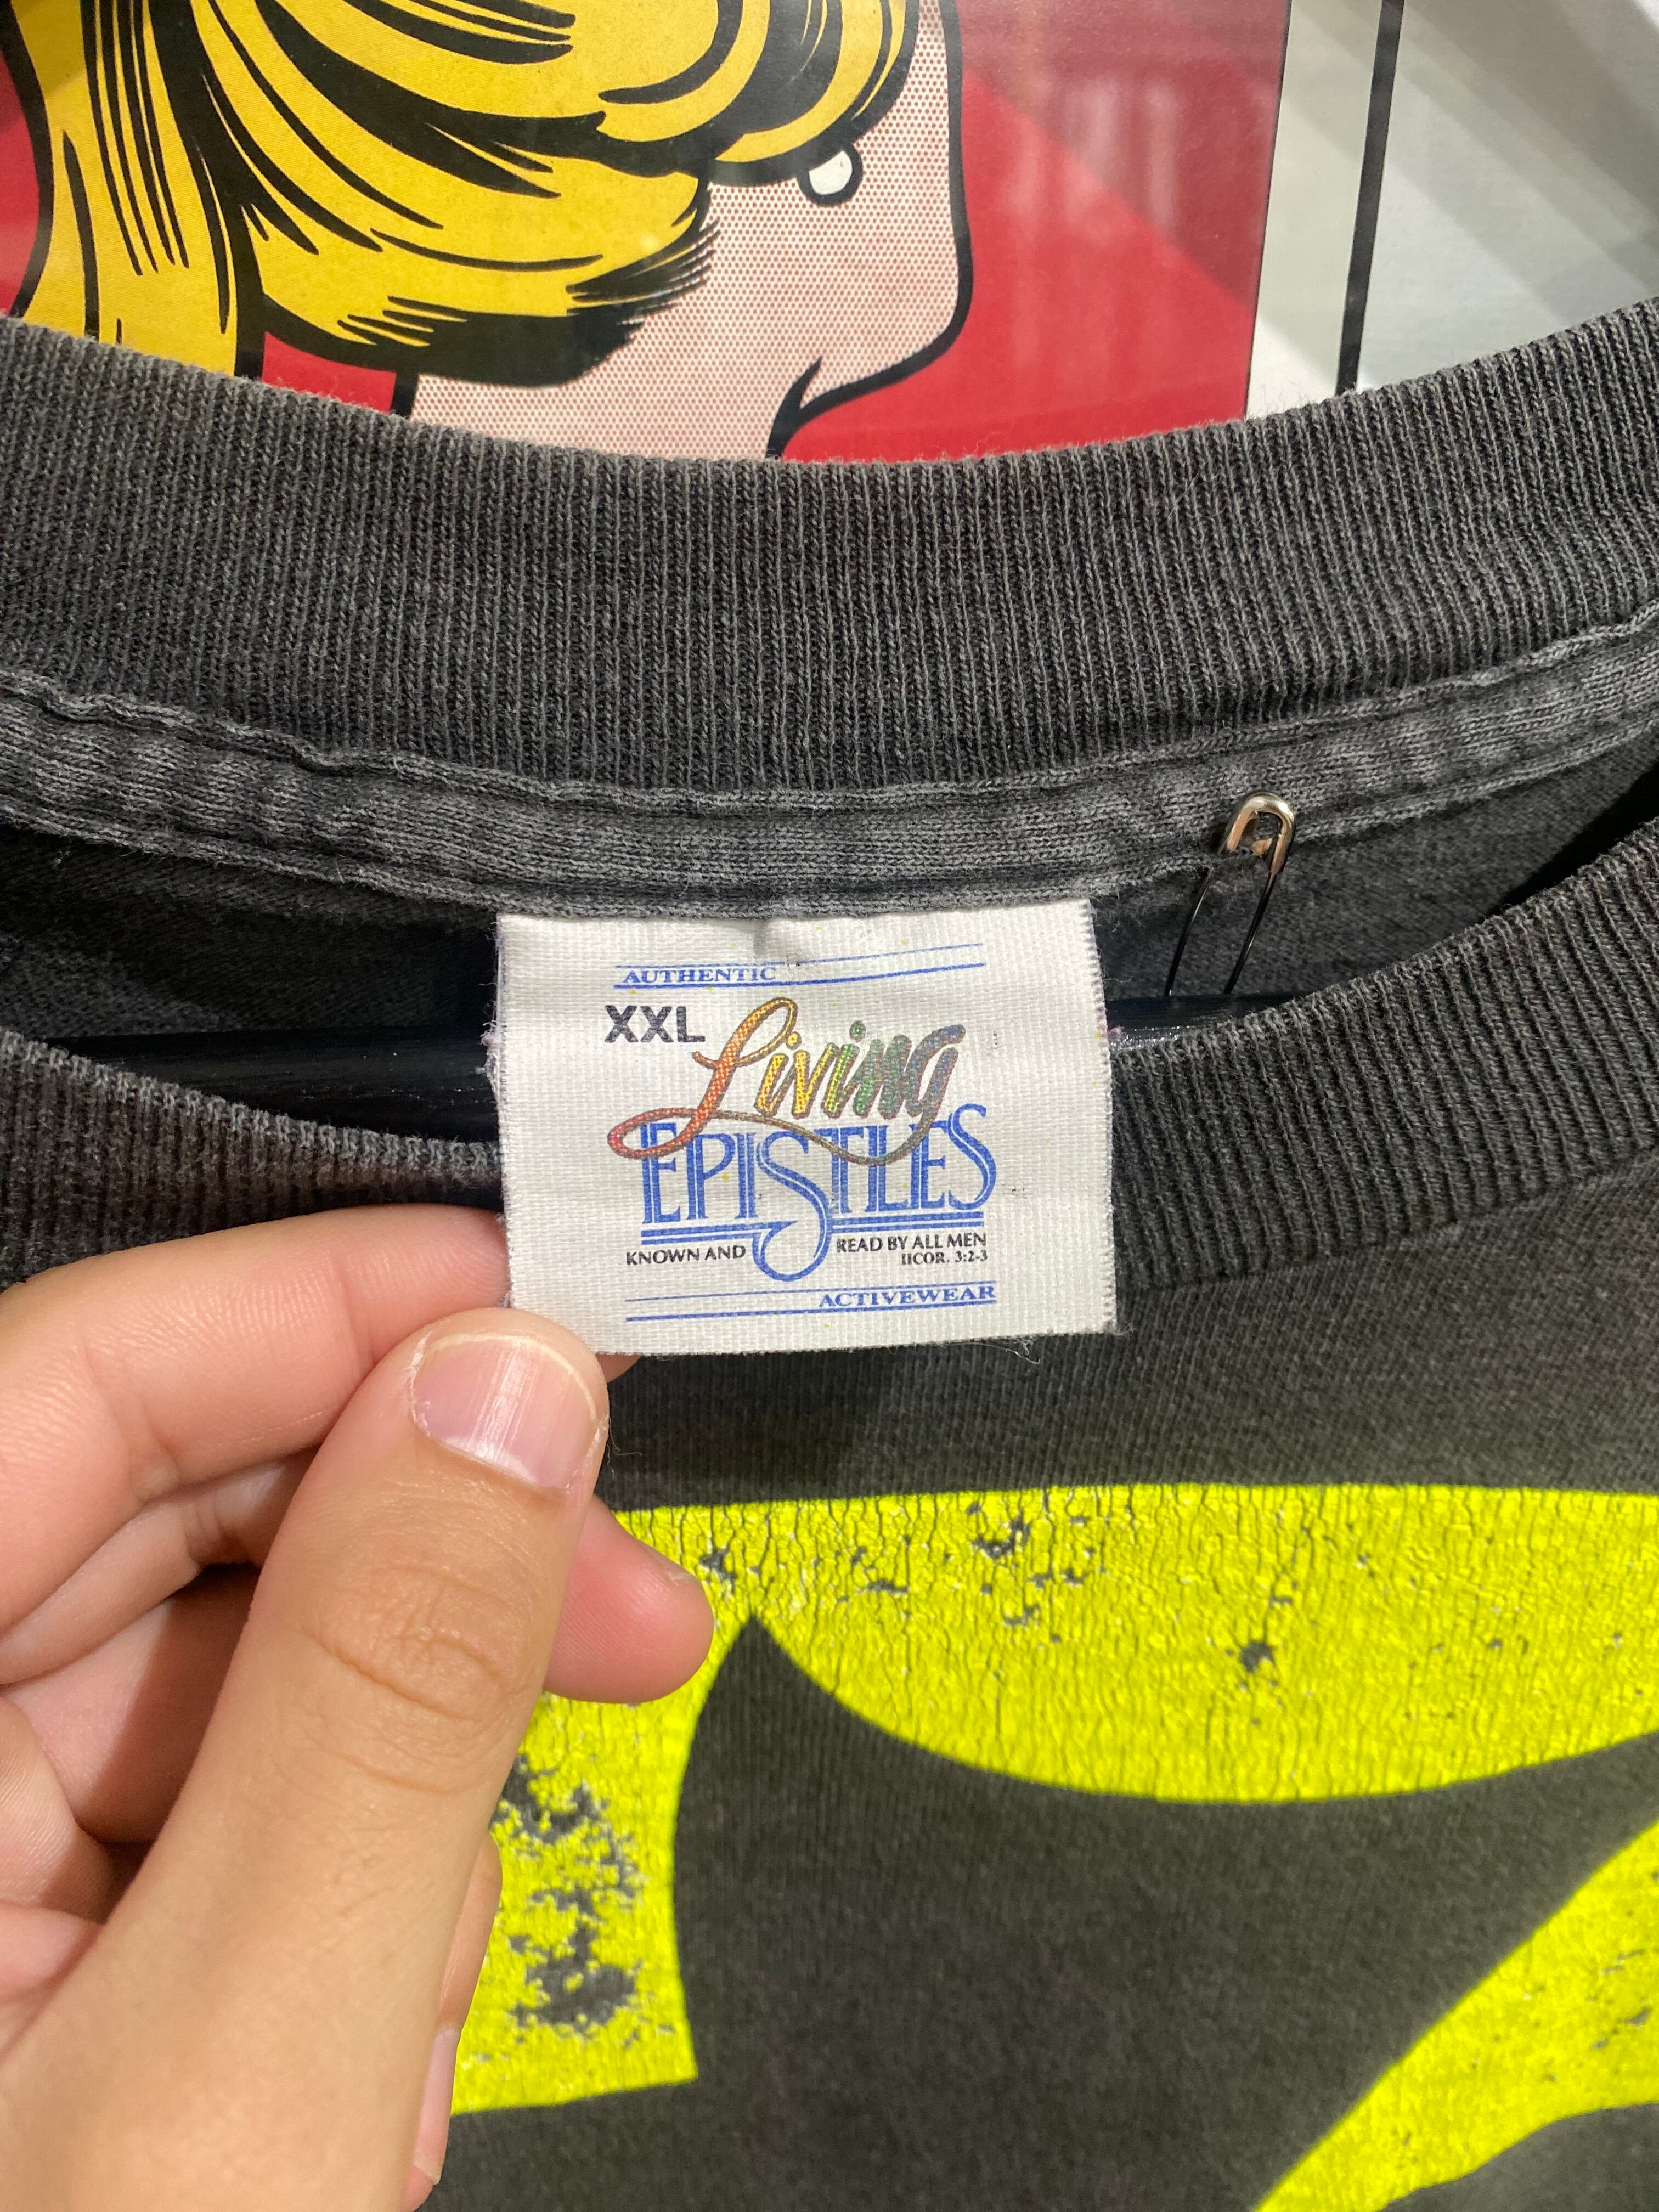 AUTHENTIC
XXL
Living
EPISTLES
KNOWN AND READ BY ALL MEN
IICOR. 3:2-3
ACTIVEWEAR